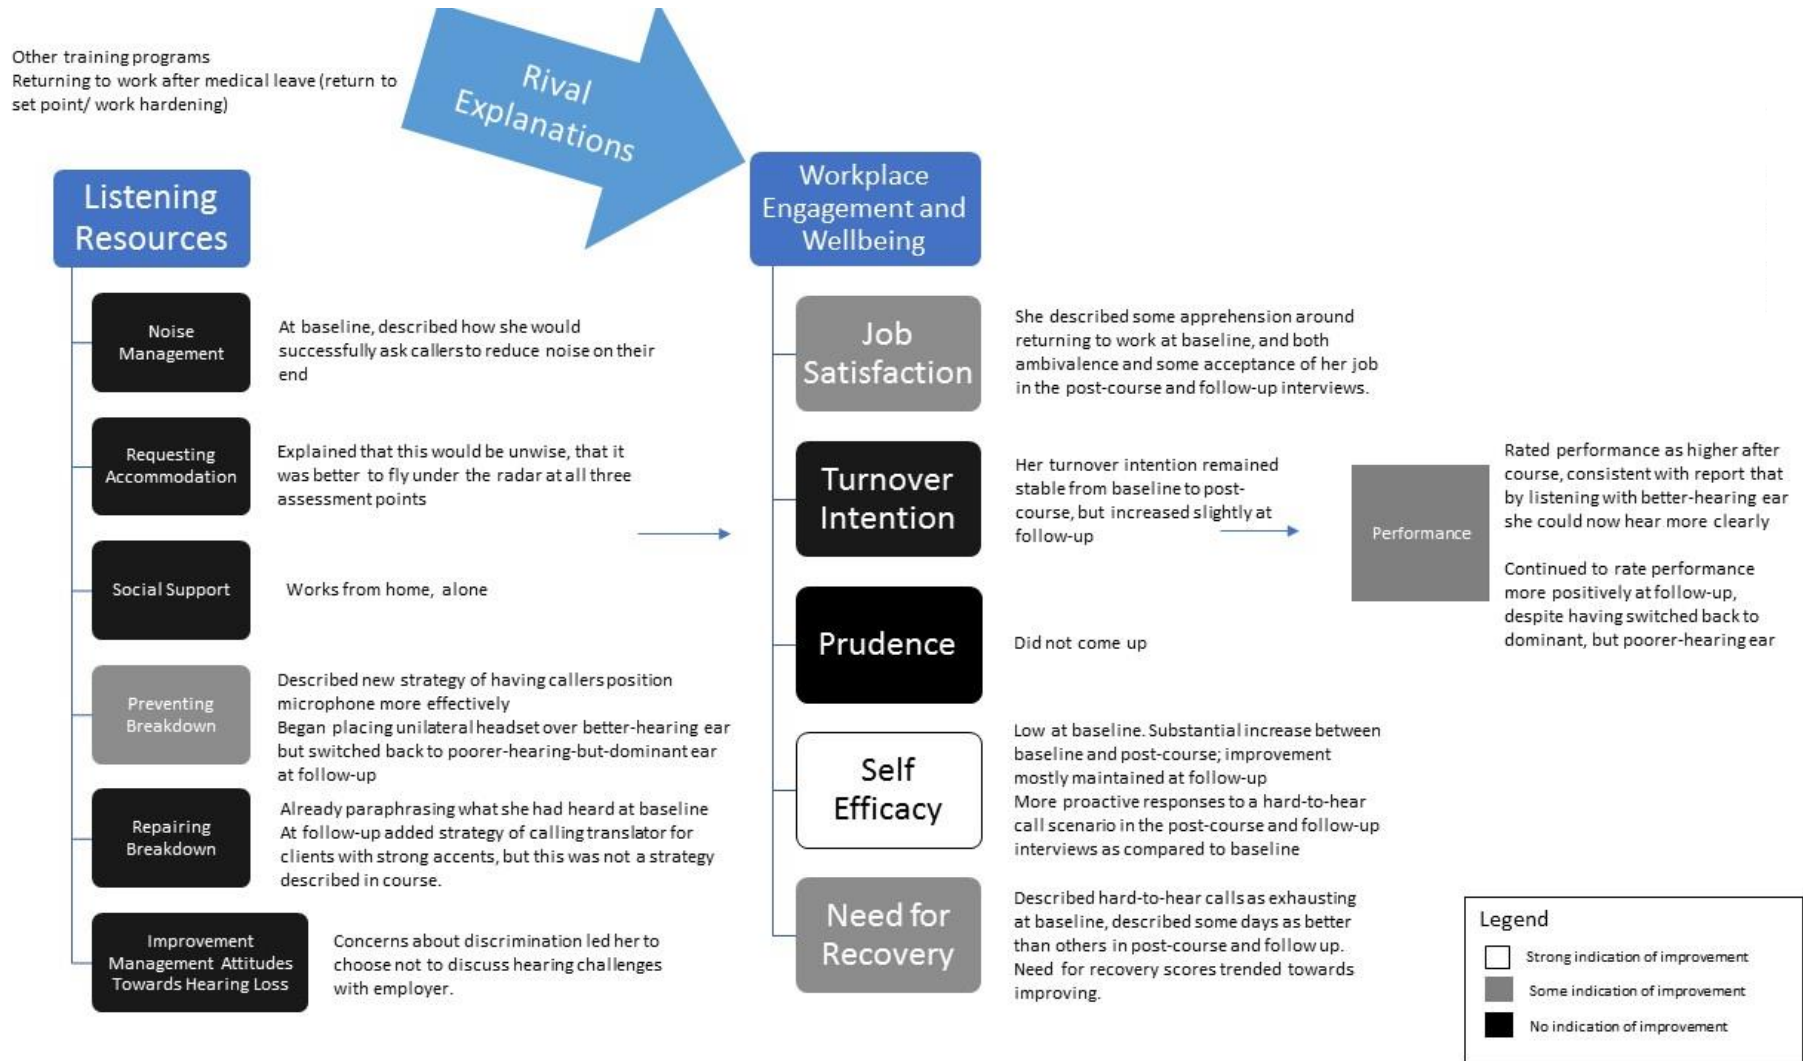 Other training programs
Returning to work after medical leave (return to
set point/ work hardening)
Rival
Explanations
Listening
Resources
Noise
Management
At baseline, described how she would
successfully ask callers to reduce noise on their
end
Requesting
Accommodation
Explained that this would be unwise, that it
was better to fly under the radar at all three
assessment points
Social Support
Works from home, alone
Preventing
Breakdown
Described new strategy of having callers position
microphone more effectively
Began placing unilateral headset over better-hearing ear
but switched back to poorer-hearing-but-dominant ear
at follow-up
Repairing
Breakdown
Already paraphrasing what she had heard at baseline
At follow-up added strategy of calling translator for
clients with strong accents, but this was not a strategy
described in course.
Improvement
Management Attitudes
Towards Hearing Loss
Concerns about discrimination led her to
choose not to discuss hearing challenges
with employer.
Workplace
Engagement and
Wellbeing
Job
Satisfaction
She described some apprehension around
returning to work at baseline, and both
ambivalence and some acceptance of her job
in the post-course and follow-up interviews.
Turnover
Intention
Her turnover intention remained
stable from baseline to post-
course, but increased slightly at
follow-up
Prudence
Did not come up
Self
Efficacy
Low at baseline. Substantial increase between
baseline and post-course; improvement
mostly maintained at follow-up
More proactive responses to a hard-to-hear
call scenario in the post-course and follow-up
interviews as compared to baseline
Need for
Recovery
Described hard-to-hear calls as exhausting
at baseline, described some days as better
than others in post-course and follow up.
Need for recovery scores trended towards
improving.
Performance
Rated performance as higher after
course, consistent with report that
by listening with better-hearing ear
she could now hear more clearly
Continued to rate performance
more positively at follow-up,
despite having switched back to
dominant, but poorer-hearing ear
Legend
Strong indication of improvement
Some indication of improvement
No indication of improvement